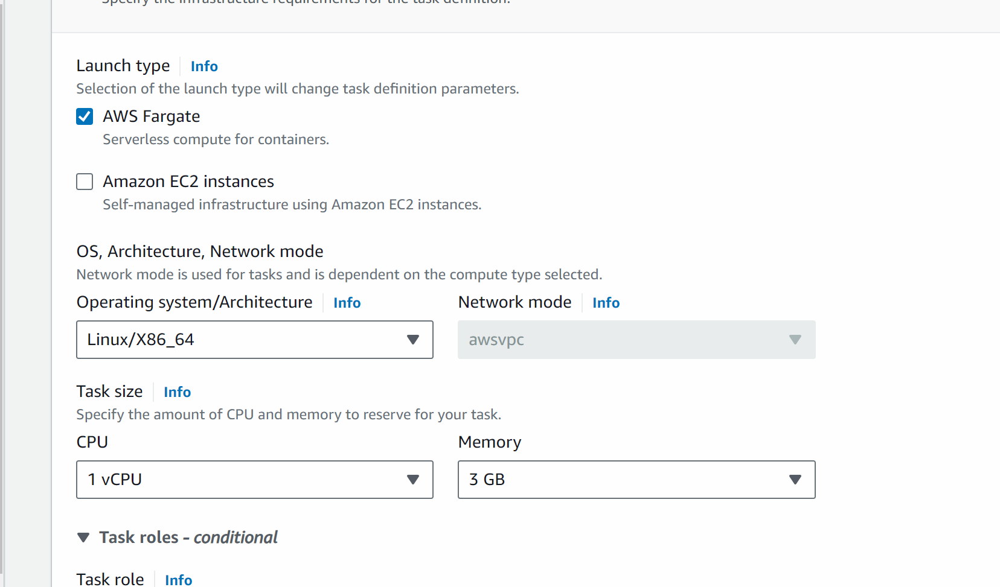 Specify the infrastructure requirements for the task definition.
Launch type Info
Selection of the launch type will change task definition parameters.
AWS Fargate
Serverless compute for containers.
Amazon EC2 instances
Self-managed infrastructure using Amazon EC2 instances.
OS, Architecture, Network mode
Network mode is used for tasks and is dependent on the compute type selected.
Operating system/Architecture Info Network mode Info
Linux/X86_64 awsvpc
Task size Info
Specify the amount of CPU and memory to reserve for your task.
CPU Memory
1 vCPU 3 GB
Task roles - conditional
Task role Info